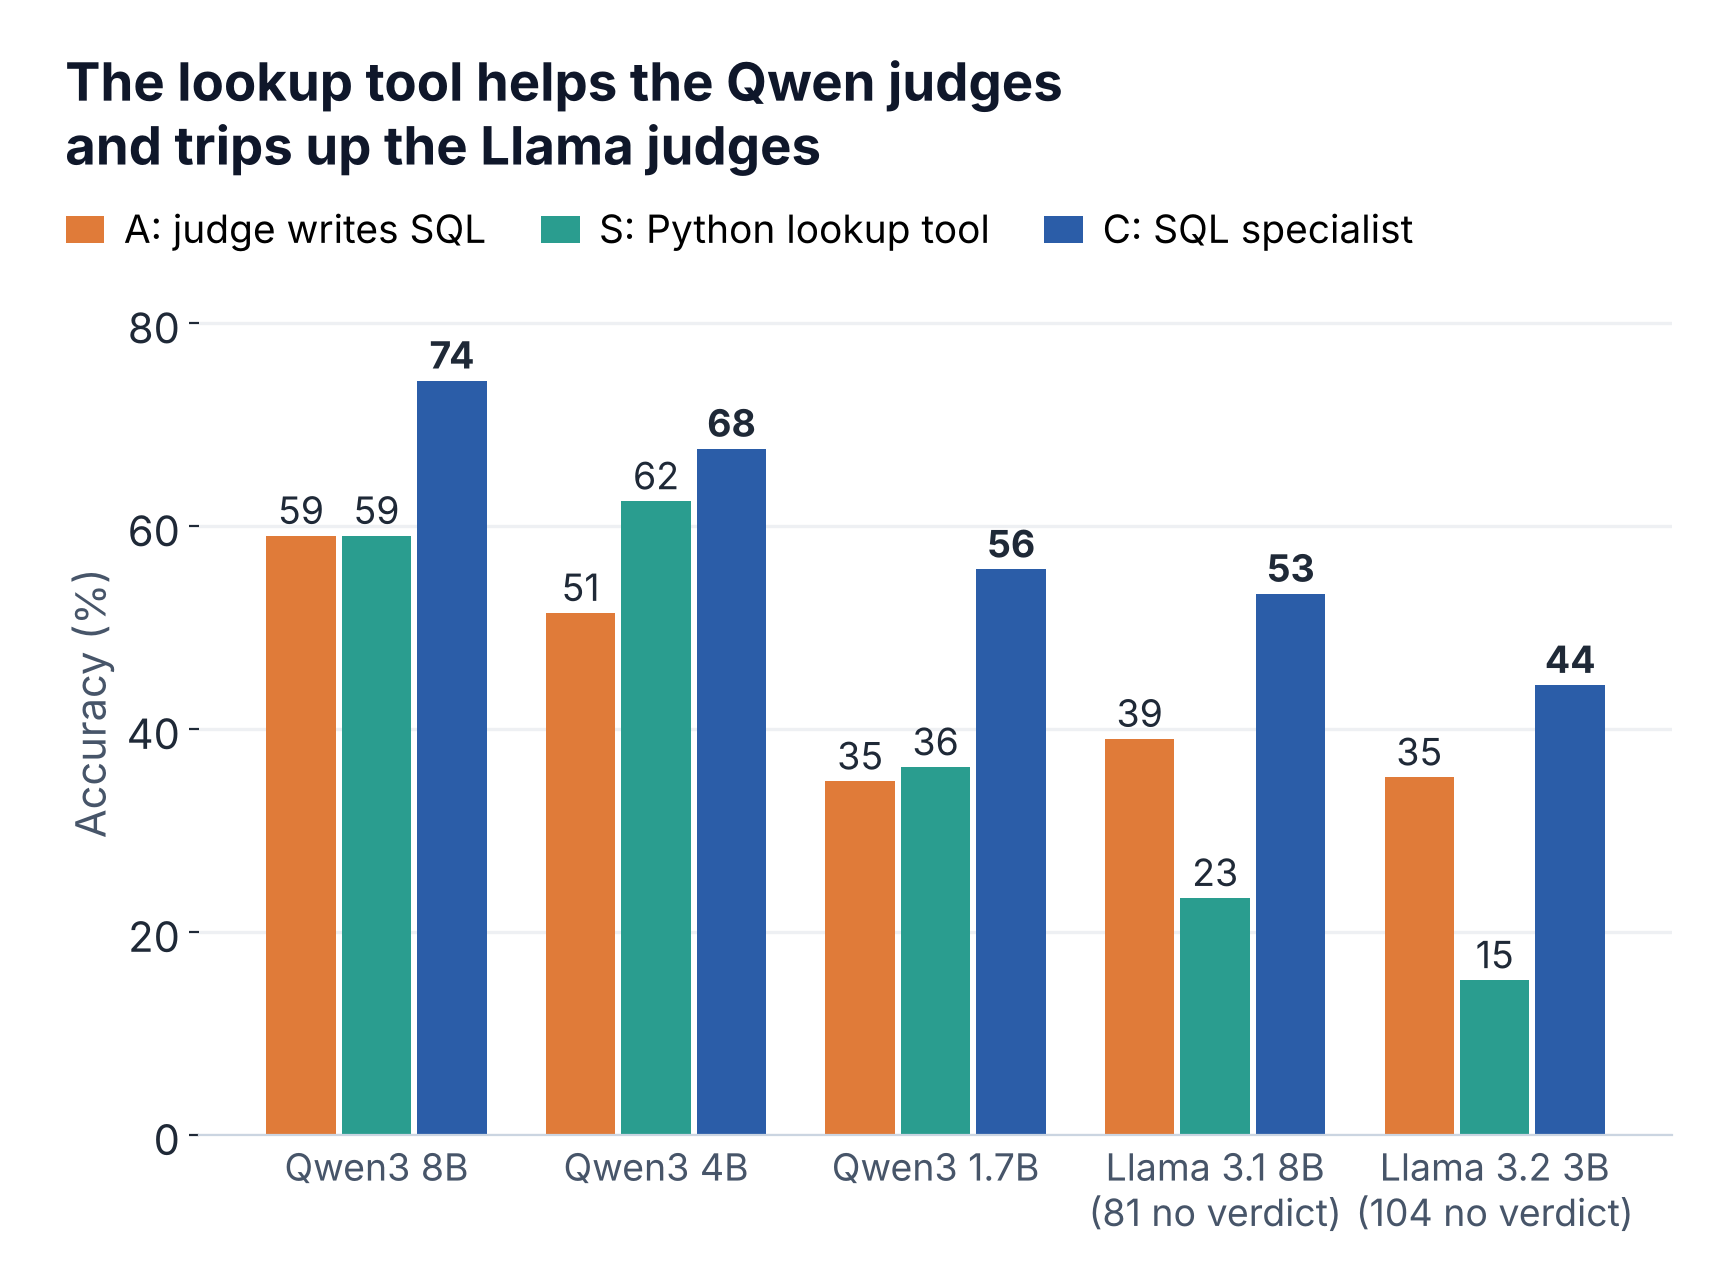 The lookup tool helps the Qwen judges
and trips up the Llama judges
A: judge writes SQL S: Python lookup tool C: SQL specialist
Accuracy (%)
80
60
40
20
0
59 59 74
51 62 68
35 36 56
39 23 53
35 15 44
Qwen3 8B Qwen3 4B Qwen3 1.7B Llama 3.1 8B Llama 3.2 3B
(81 no verdict) (104 no verdict)